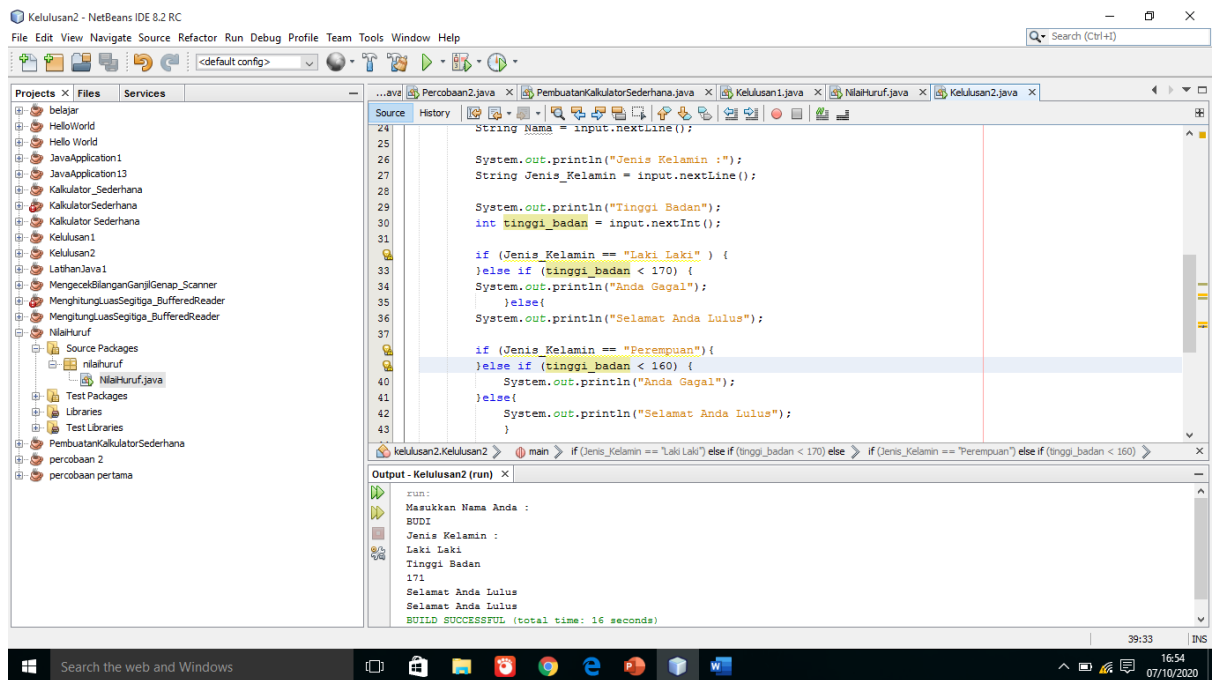 Kelulusan2 - NetBeans IDE 8.2 RC
File Edit View Navigate Source Refactor Run Debug Profile Team Tools Window Help
Search (Ctrl+I)
<default config>
Projects Files Services
belajar
HelloWorld
Hello World
JavaApplication1
JavaApplication13
Kalkulator_Sederhana
KalkulatorSederhana
Kalkulator Sederhana
Kelulusan1
Kelulusan2
LatihanJava1
MengecekBilanganGanjilGenap_Scanner
MenghitungLuasSegitiga_BufferedReader
MengitungLuasSegitiga_BufferedReader
NilaiHuruf
Source Packages
nilaihuruf
NilaiHuruf.java
Test Packages
Libraries
Test Libraries
PembuatanKalkulatorSederhana
percobaan 2
percobaan pertama
...ava Percobaan2.java PembuatanKalkulatorSederhana.java Kelulusan1.java NilaiHuruf.java Kelulusan2.java
Source History
24 String Nama = input.nextLine();
25
26 System.out.println("Jenis Kelamin :");
27 String Jenis_Kelamin = input.nextLine();
28
29 System.out.println("Tinggi Badan");
30 int tinggi_badan = input.nextInt();
31
if (Jenis_Kelamin == "Laki Laki" ) {
33 }else if (tinggi_badan < 170) {
34 System.out.println("Anda Gagal");
35 }else{
36 System.out.println("Selamat Anda Lulus");
37
if (Jenis_Kelamin == "Perempuan"){
}else if (tinggi_badan < 160) {
40 System.out.println("Anda Gagal");
41 }else{
42 System.out.println("Selamat Anda Lulus");
43 }
kelulusan2.Kelulusan2 main if (Jenis_Kelamin == "Laki Laki") else if (tinggi_badan < 170) else if (Jenis_Kelamin == "Perempuan") else if (tinggi_badan < 160)
Output - Kelulusan2 (run)
run:
Masukkan Nama Anda :
BUDI
Jenis Kelamin :
Laki Laki
Tinggi Badan
171
Selamat Anda Lulus
Selamat Anda Lulus
BUILD SUCCESSFUL (total time: 16 seconds)
39:33 INS
Search the web and Windows
16:54
07/10/2020